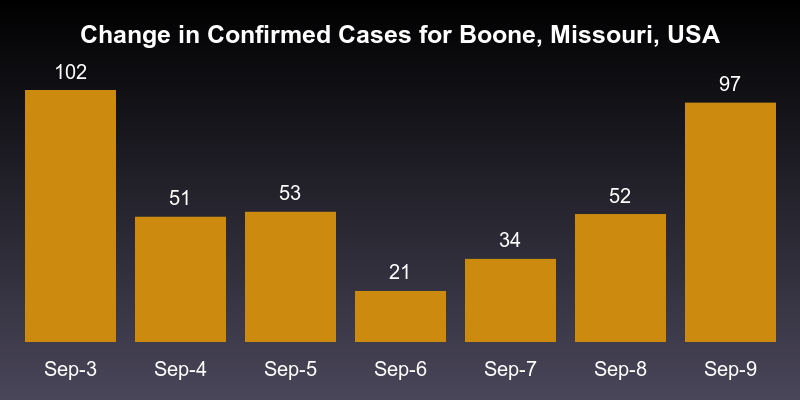 Change in Confirmed Cases for Boone, Missouri, USA
102
51
53
21
34
52
97
Sep-3
Sep-4
Sep-5
Sep-6
Sep-7
Sep-8
Sep-9